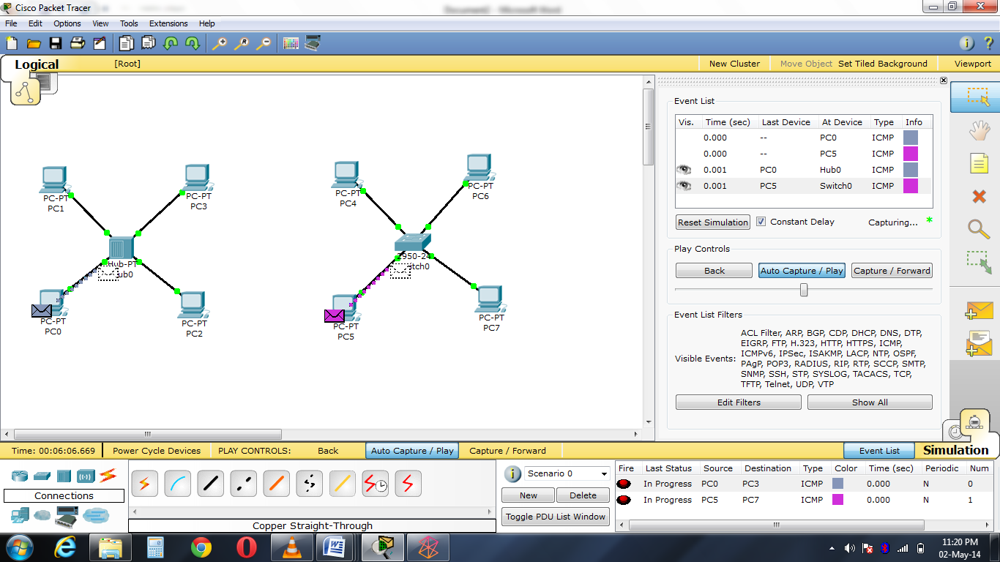 Cisco Packet Tracer
File Edit Options View Tools Extensions Help
Logical [Root] New Cluster Move Object Set Tiled Background Viewport
PC-PT
PC1
PC-PT
PC3
Hub-PT
ub0
PC-PT
PC0
PC-PT
PC2
PC-PT
PC4
PC-PT
PC6
2950-24
itch0
PC-PT
PC5
PC-PT
PC7
Event List
Vis. Time (sec) Last Device At Device Type Info
0.000 -- PC0 ICMP
0.000 -- PC5 ICMP
0.001 PC0 Hub0 ICMP
0.001 PC5 Switch0 ICMP
Reset Simulation Constant Delay Capturing... *
Play Controls
Back Auto Capture / Play Capture / Forward
Event List Filters
Visible Events:
ACL Filter, ARP, BGP, CDP, DHCP, DNS, DTP,
EIGRP, FTP, H.323, HTTP, HTTPS, ICMP,
ICMPv6, IPSec, ISAKMP, LACP, NTP, OSPF,
PAgP, POP3, RADIUS, RIP, RTP, SCCP, SMTP,
SNMP, SSH, STP, SYSLOG, TACACS, TCP,
TFTP, Telnet, UDP, VTP
Edit Filters Show All
Time: 00:06:06.669 Power Cycle Devices PLAY CONTROLS: Back Auto Capture / Play Capture / Forward Event List Simulation
Connections
Copper Straight-Through
Scenario 0
New Delete
Toggle PDU List Window
Fire Last Status Source Destination Type Color Time (sec) Periodic Num
In Progress PC0 PC3 ICMP 0.000 N 0
In Progress PC5 PC7 ICMP 0.000 N 1
11:20 PM
02-May-14